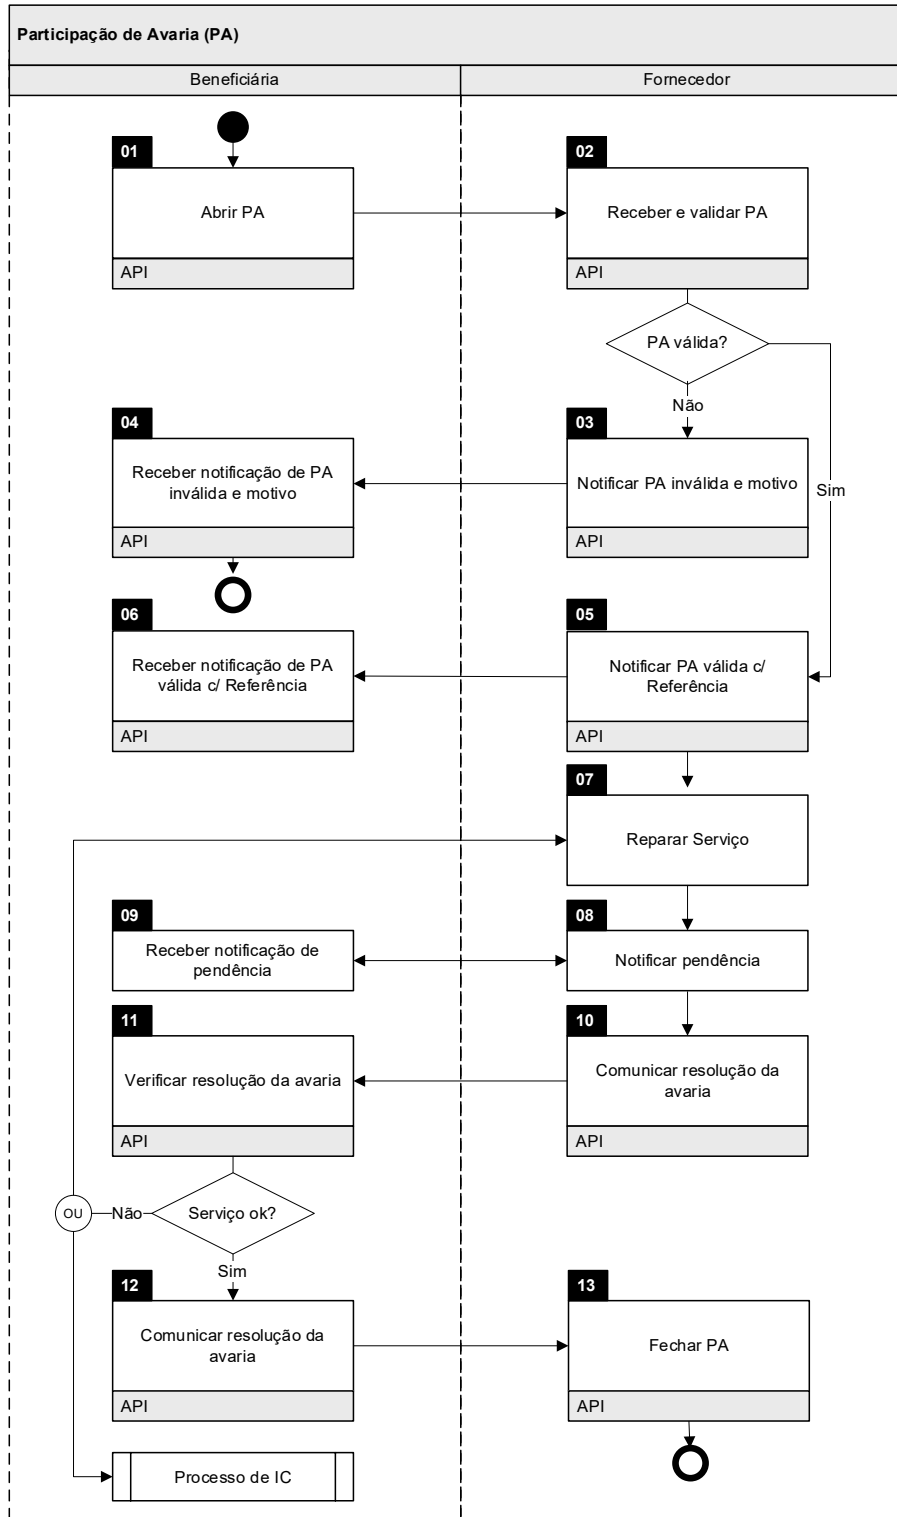 Participação de Avaria (PA)
Beneficiária
Fornecedor
01
Abrir PA
API
02
Receber e validar PA
API
PA válida?
Não
Sim
04
Receber notificação de PA
inválida e motivo
API
03
Notificar PA inválida e motivo
API
06
Receber notificação de PA
válida c/ Referência
API
05
Notificar PA válida c/
Referência
API
07
Reparar Serviço
09
Receber notificação de
pendência
08
Notificar pendência
11
Verificar resolução da avaria
API
10
Comunicar resolução da
avaria
API
OU
Não
Serviço ok?
Sim
12
Comunicar resolução da
avaria
API
13
Fechar PA
API
Processo de IC